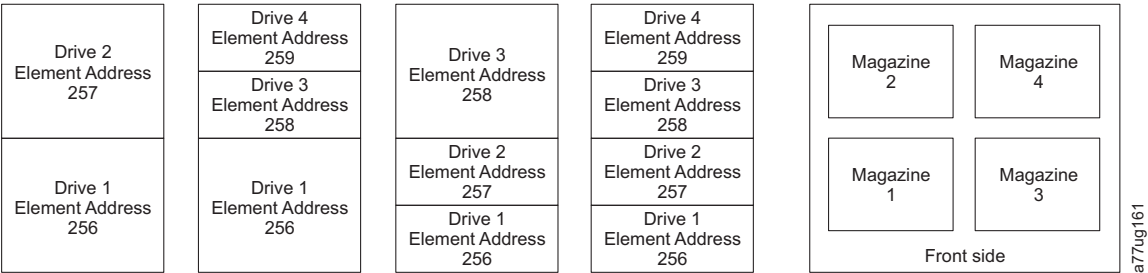 Drive 2
Element Address
257
Drive 1
Element Address
256
Drive 4
Element Address
259
Drive 3
Element Address
258
Drive 1
Element Address
256
Drive 3
Element Address
258
Drive 2
Element Address
257
Drive 1
Element Address
256
Drive 4
Element Address
259
Drive 3
Element Address
258
Drive 2
Element Address
257
Drive 1
Element Address
256
Magazine
2
Magazine
4
Magazine
1
Magazine
3
Front side
a77ug161